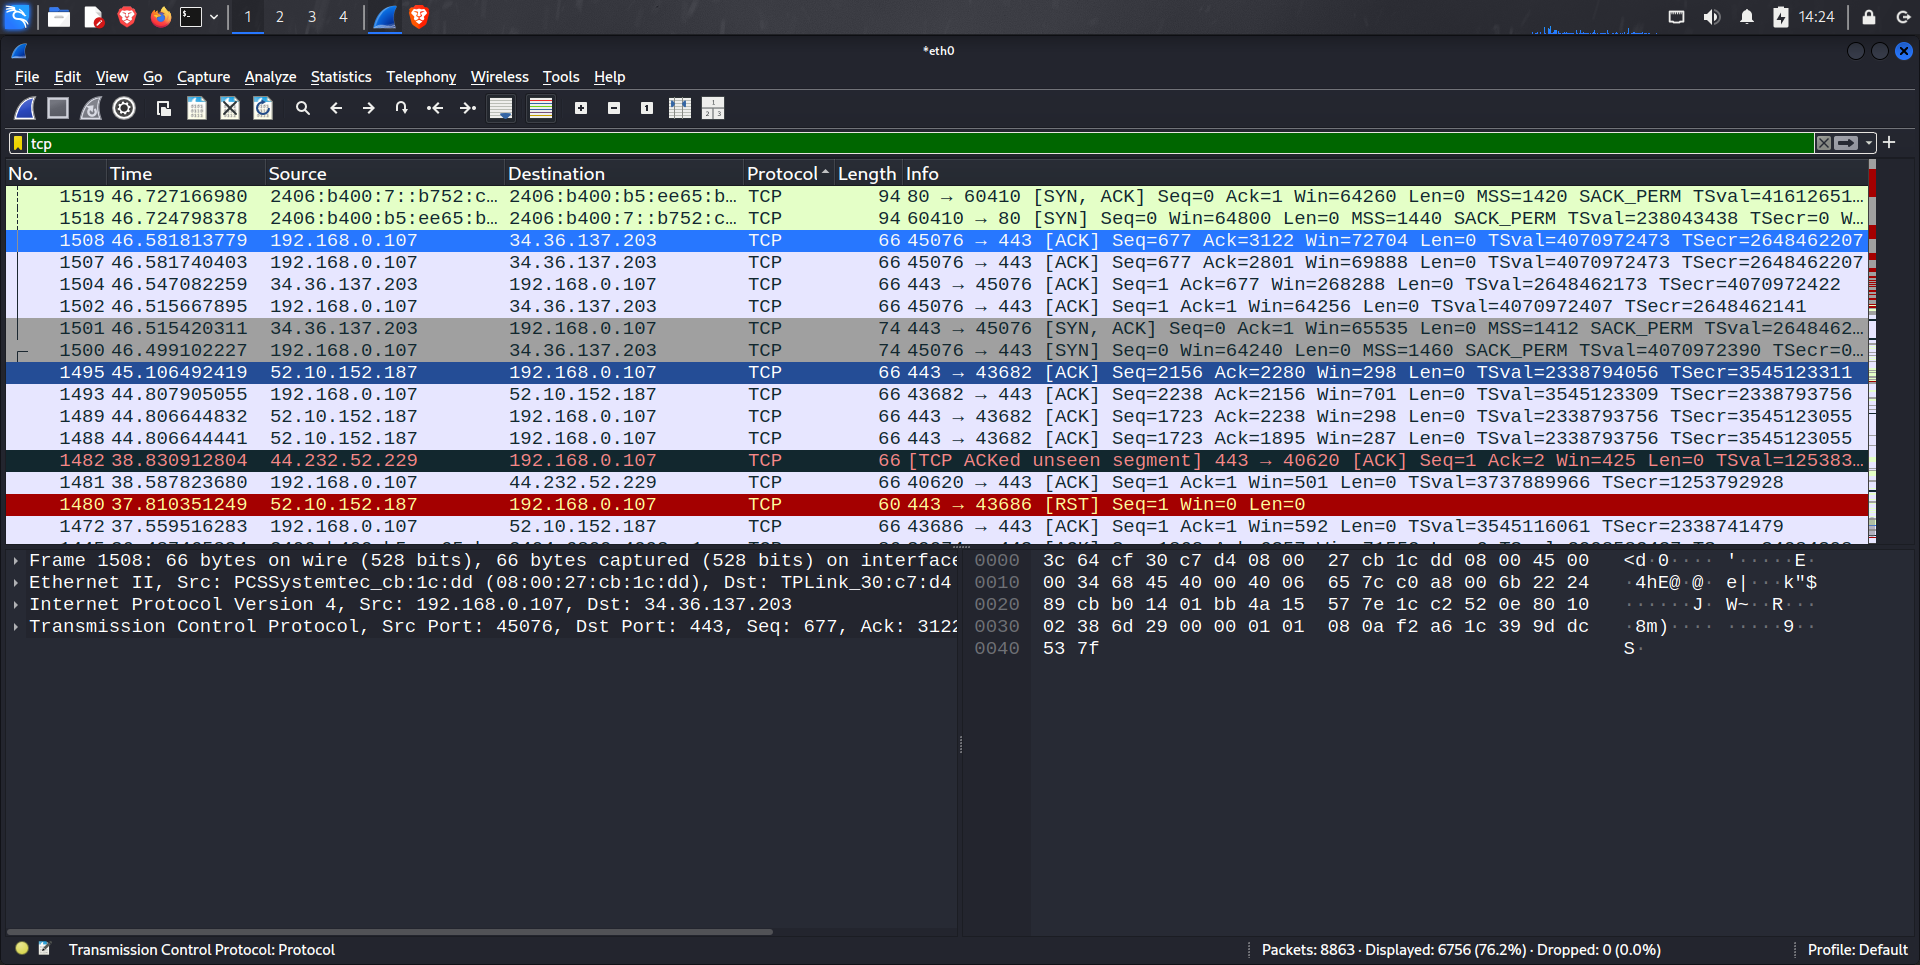 1 2 3 4 14:24
*eth0
File Edit View Go Capture Analyze Statistics Telephony Wireless Tools Help
tcp
No. Time Source Destination Protocol Length Info
1519 46.727166980 2406:b400:7::b752:c… 2406:b400:b5:ee65:b… TCP 94 80 → 60410 [SYN, ACK] Seq=0 Ack=1 Win=64260 Len=0 MSS=1420 SACK_PERM TSval=41612651…
1518 46.724798378 2406:b400:b5:ee65:b… 2406:b400:7::b752:c… TCP 94 60410 → 80 [SYN] Seq=0 Win=64800 Len=0 MSS=1440 SACK_PERM TSval=238043438 TSecr=0 W…
1508 46.581813779 192.168.0.107 34.36.137.203 TCP 66 45076 → 443 [ACK] Seq=677 Ack=3122 Win=72704 Len=0 TSval=4070972473 TSecr=2648462207
1507 46.581740403 192.168.0.107 34.36.137.203 TCP 66 45076 → 443 [ACK] Seq=677 Ack=2801 Win=69888 Len=0 TSval=4070972473 TSecr=2648462207
1504 46.547082259 34.36.137.203 192.168.0.107 TCP 66 443 → 45076 [ACK] Seq=1 Ack=677 Win=268288 Len=0 TSval=2648462173 TSecr=4070972422
1502 46.515667895 192.168.0.107 34.36.137.203 TCP 66 45076 → 443 [ACK] Seq=1 Ack=1 Win=64256 Len=0 TSval=4070972407 TSecr=2648462141
1501 46.515420311 34.36.137.203 192.168.0.107 TCP 74 443 → 45076 [SYN, ACK] Seq=0 Ack=1 Win=65535 Len=0 MSS=1412 SACK_PERM TSval=2648462…
1500 46.499102227 192.168.0.107 34.36.137.203 TCP 74 45076 → 443 [SYN] Seq=0 Win=64240 Len=0 MSS=1460 SACK_PERM TSval=4070972390 TSecr=0…
1495 45.106492419 52.10.152.187 192.168.0.107 TCP 66 443 → 43682 [ACK] Seq=2156 Ack=2280 Win=298 Len=0 TSval=2338794056 TSecr=3545123311
1493 44.807905055 192.168.0.107 52.10.152.187 TCP 66 43682 → 443 [ACK] Seq=2238 Ack=2156 Win=701 Len=0 TSval=3545123309 TSecr=2338793756
1489 44.806644832 52.10.152.187 192.168.0.107 TCP 66 443 → 43682 [ACK] Seq=1723 Ack=2238 Win=298 Len=0 TSval=2338793756 TSecr=3545123055
1488 44.806644441 52.10.152.187 192.168.0.107 TCP 66 443 → 43682 [ACK] Seq=1723 Ack=1895 Win=287 Len=0 TSval=2338793756 TSecr=3545123055
1482 38.830912804 44.232.52.229 192.168.0.107 TCP 66 [TCP ACKed unseen segment] 443 → 40620 [ACK] Seq=1 Ack=2 Win=425 Len=0 TSval=125383…
1481 38.587823680 192.168.0.107 44.232.52.229 TCP 66 40620 → 443 [ACK] Seq=1 Ack=1 Win=501 Len=0 TSval=3737889966 TSecr=1253792928
1480 37.810351249 52.10.152.187 192.168.0.107 TCP 60 443 → 43686 [RST] Seq=1 Win=0 Len=0
1472 37.559516283 192.168.0.107 52.10.152.187 TCP 66 43686 → 443 [ACK] Seq=1 Ack=1 Win=592 Len=0 TSval=3545116061 TSecr=2338741479
Frame 1508: 66 bytes on wire (528 bits), 66 bytes captured (528 bits) on interface
Ethernet II, Src: PCSSystemtec_cb:1c:dd (08:00:27:cb:1c:dd), Dst: TPLink_30:c7:d4
Internet Protocol Version 4, Src: 192.168.0.107, Dst: 34.36.137.203
Transmission Control Protocol, Src Port: 45076, Dst Port: 443, Seq: 677, Ack: 3122
0000 3c 64 cf 30 c7 d4 08 00 27 cb 1c dd 08 00 45 00 <d·0···· '·····E·
0010 00 34 68 45 40 00 40 06 65 7c c0 a8 00 6b 22 24 ·4hE@·@· e|···k"$
0020 89 cb b0 14 01 bb 4a 15 57 7e 1c c2 52 0e 80 10 ······J· W~··R···
0030 02 38 6d 29 00 00 01 01 08 0a f2 a6 1c 39 9d dc ·8m)···· ·····9··
0040 53 7f S·
Transmission Control Protocol: Protocol
Packets: 8863 · Displayed: 6756 (76.2%) · Dropped: 0 (0.0%)
Profile: Default